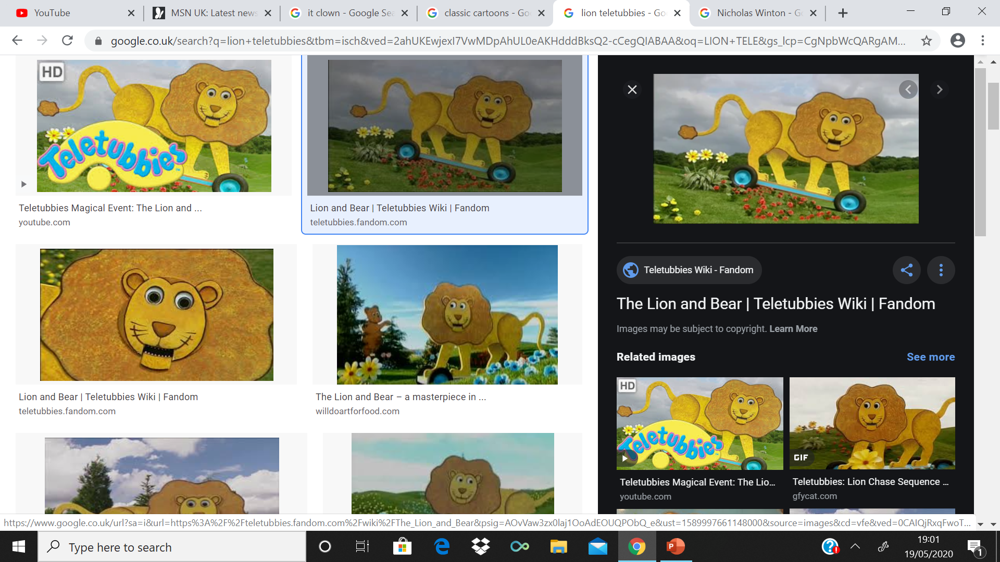 YouTube
MSN UK: Latest news
it clown - Google Sea
classic cartoons - Go
lion teletubbies - Go
Nicholas Winton - Go
google.co.uk/search?q=lion+teletubbies&tbm=isch&ved=2ahUKEwjexI7VwMDpAhUL0eAKHdddBksQ2-cCegQIABAA&oq=LION+TELE&gs_lcp=CgNpbWcQARgAM...
HD
Teletubbies
Teletubbies Magical Event: The Lion and ...
youtube.com
Lion and Bear | Teletubbies Wiki | Fandom
teletubbies.fandom.com
Lion and Bear | Teletubbies Wiki | Fandom
teletubbies.fandom.com
The Lion and Bear – a masterpiece in ...
willdoartforfood.com
Teletubbies Wiki - Fandom
The Lion and Bear | Teletubbies Wiki | Fandom
Images may be subject to copyright. Learn More
Related images
See more
HD
Teletubbies
GIF
Teletubbies Magical Event: The Lio...
youtube.com
Teletubbies: Lion Chase Sequence ...
gfycat.com
https://www.google.co.uk/url?sa=i&url=https%3A%2F%2Fteletubbies.fandom.com%2Fwiki%2FThe_Lion_and_Bear&psig=AOvVaw3zx0laj1OoAdEOUQPObQ_e&ust=1589997661148000&source=images&cd=vfe&ved=0CAIQjRxqFwoT...
Type here to search
19:01
19/05/2020
1